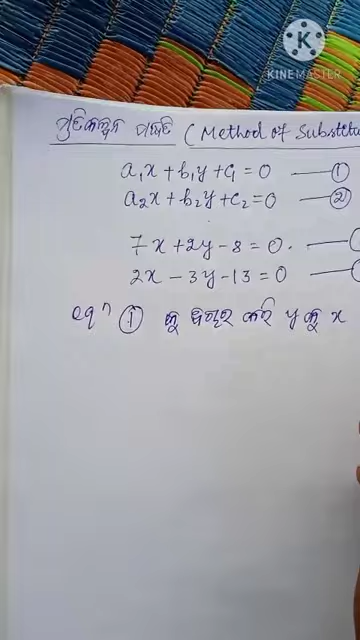 KINEMASTER
ପ୍ରତିକଳ୍ପନ ପଦ୍ଧତି (Method of Substitu
a₁x + b₁y + c₁ = 0 —— ①
a₂x + b₂y + c₂ = 0 —— ②
7x + 2y - 8 = 0. ——
2x - 3y - 13 = 0 ——
eqⁿ ① କୁ ବ୍ୟବହାର କରି y କୁ x